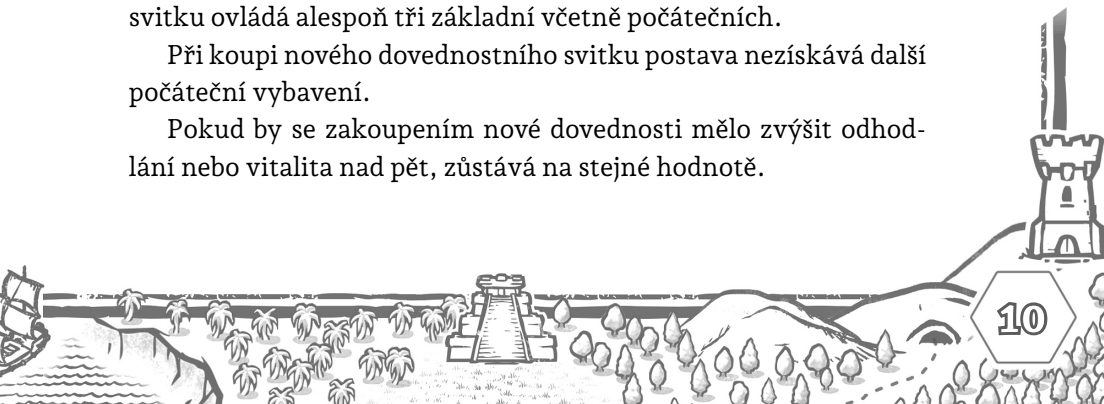 svitku ovládá alespoň tři základní včetně počátečních.
Při koupi nového dovednostního svitku postava nezískává další
počáteční vybavení.
Pokud by se zakoupením nové dovednosti mělo zvýšit odhod-
lání nebo vitalita nad pět, zůstává na stejné hodnotě.
10